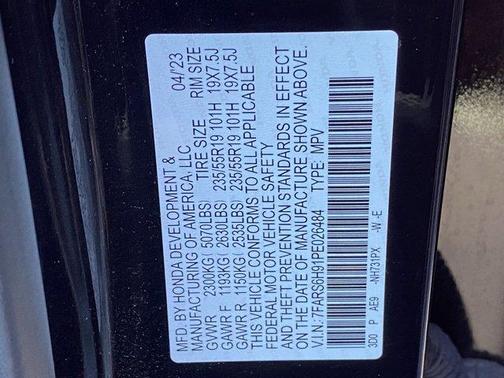 MFD. BY HONDA DEVELOPMENT & 04/23
MANUFACTURING OF AMERICA, LLC
TIRE SIZE RIM SIZE
GVWR 2300KG( 5070LBS)
GAWR F 1193KG( 2630LBS) 235/55R19 101H 19X7.5J
GAWR R 1150KG( 2535LBS) 235/55R19 101H 19X7.5J
THIS VEHICLE CONFORMS TO ALL APPLICABLE
FEDERAL MOTOR VEHICLE SAFETY
AND THEFT PREVENTION STANDARDS IN EFFECT
ON THE DATE OF MANUFACTURE SHOWN ABOVE.
V.I.N.:7FARS6H91PE026484 TYPE: MPV
3D0 P AE9 -NH731PX -W -E